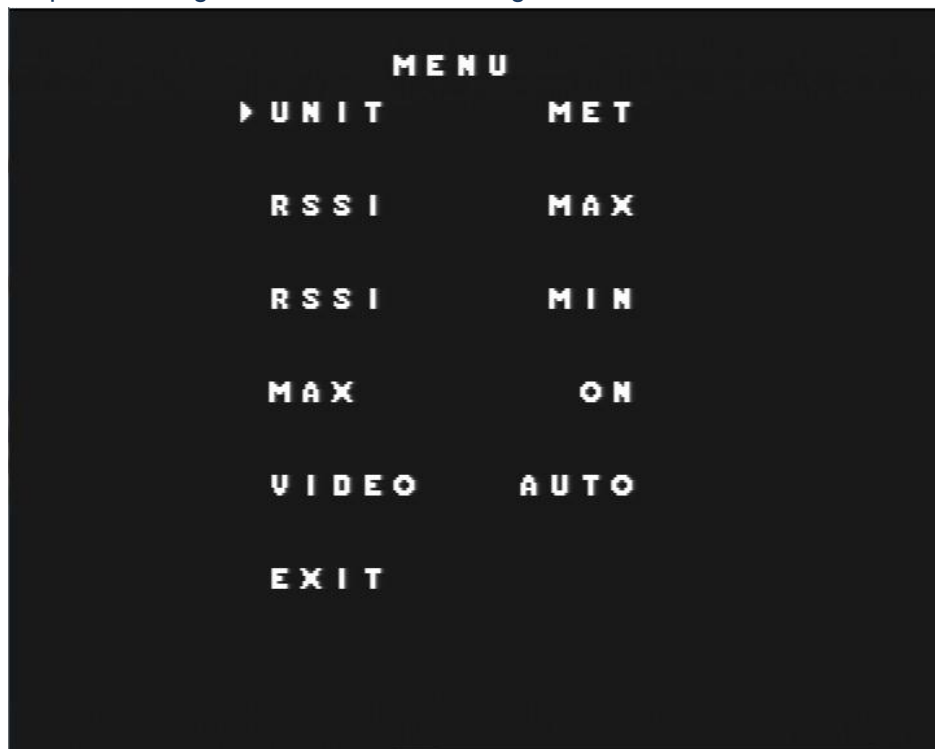 MENU
UNIT MET
RSSI MAX
RSSI MIN
MAX ON
VIDEO AUTO
EXIT